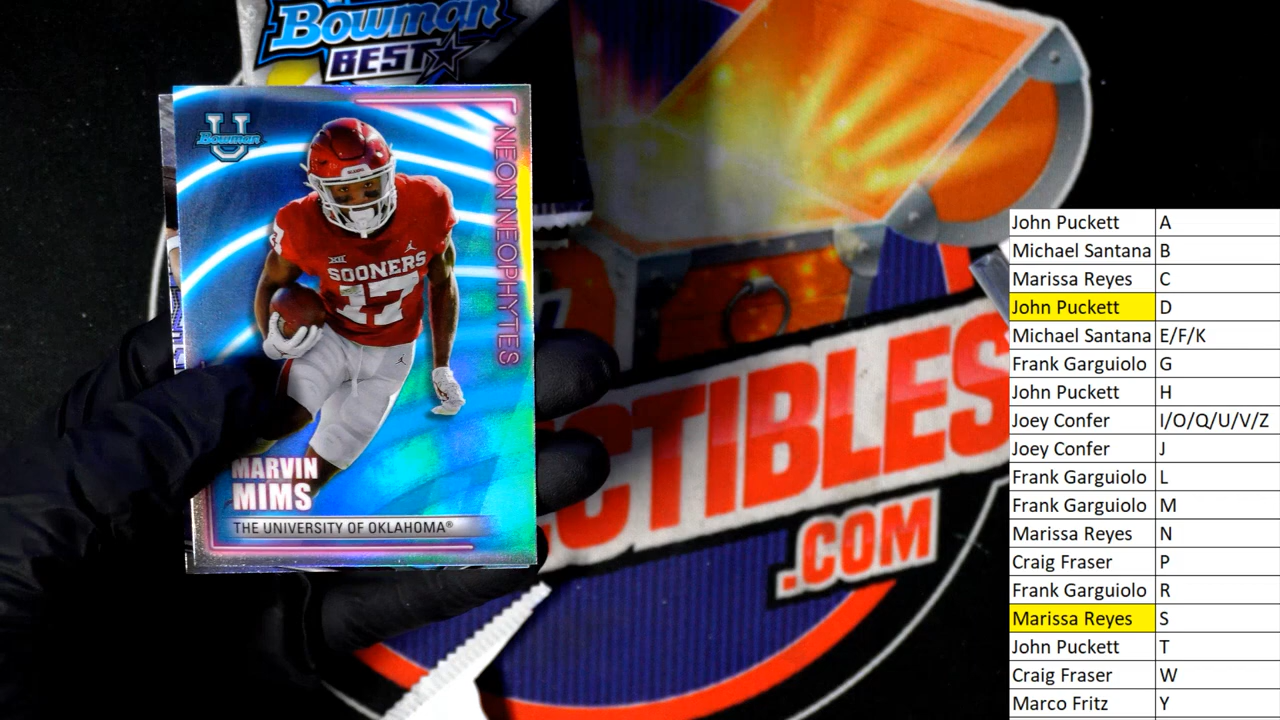 Bowman
BEST
U
Bowman
NEON NEOPHYTES
SOONERS
17
MARVIN
MIMS
THE UNIVERSITY OF OKLAHOMA®
CTIBLES
.COM
John Puckett A
Michael Santana B
Marissa Reyes C
John Puckett D
Michael Santana E/F/K
Frank Garguiolo G
John Puckett H
Joey Confer I/O/Q/U/V/Z
Joey Confer J
Frank Garguiolo L
Frank Garguiolo M
Marissa Reyes N
Craig Fraser P
Frank Garguiolo R
Marissa Reyes S
John Puckett T
Craig Fraser W
Marco Fritz Y